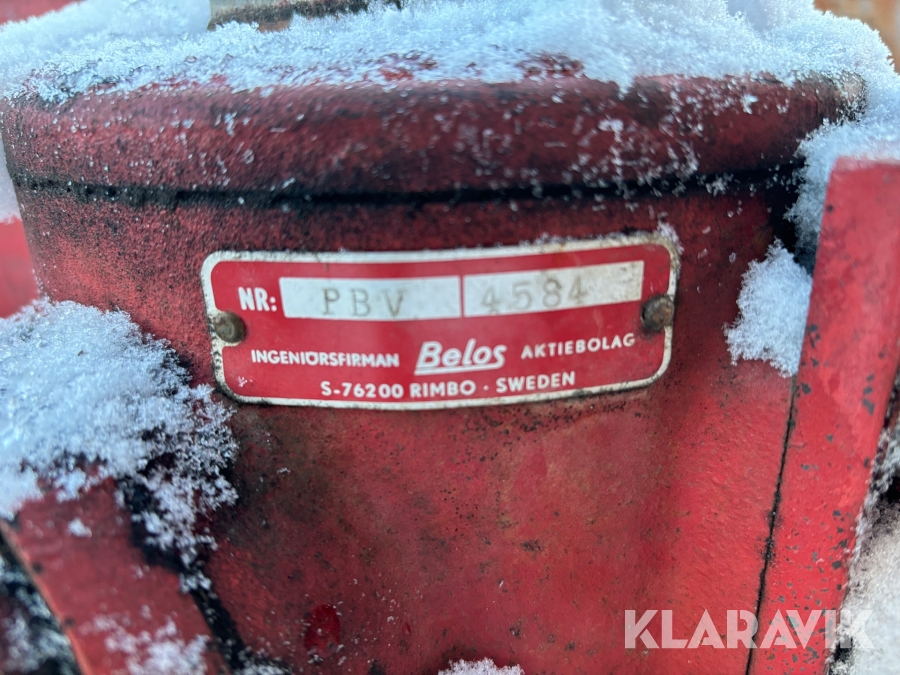 NR: PBV 4584
INGENIÖRSFIRMAN Belos AKTIEBOLAG
S-76200 RIMBO · SWEDEN
KLARAVIK